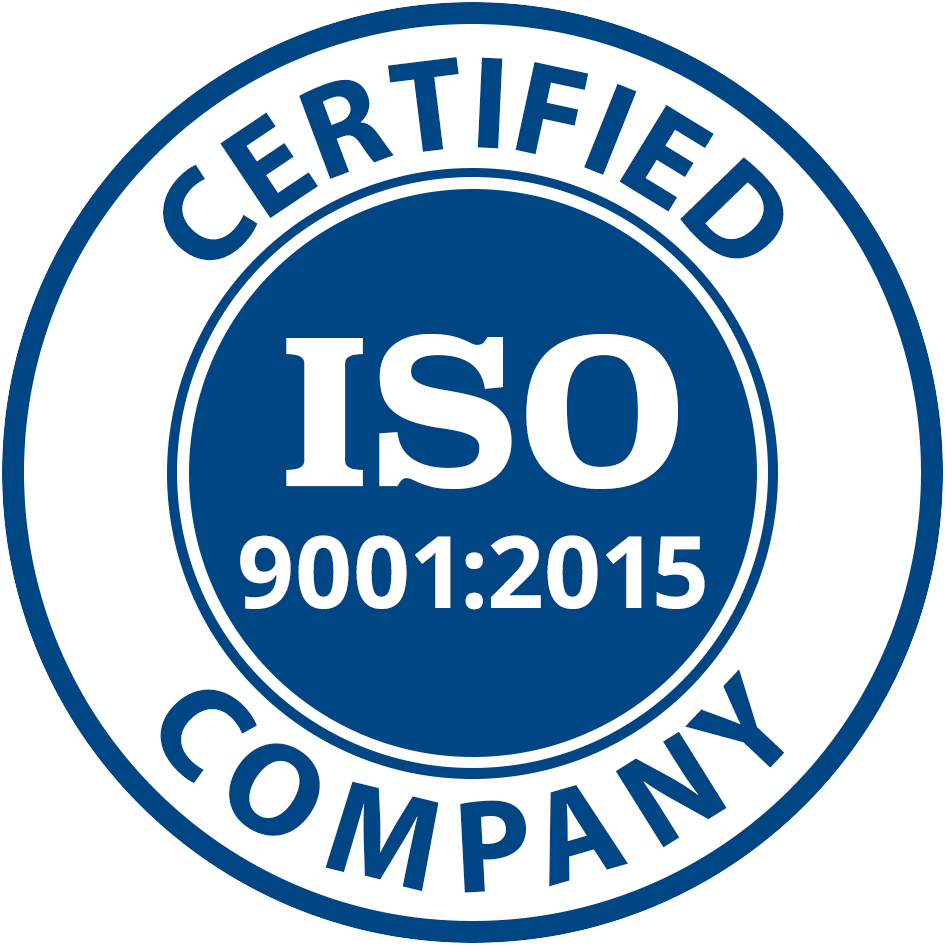 CERTIFIED
ISO
9001:2015
COMPANY